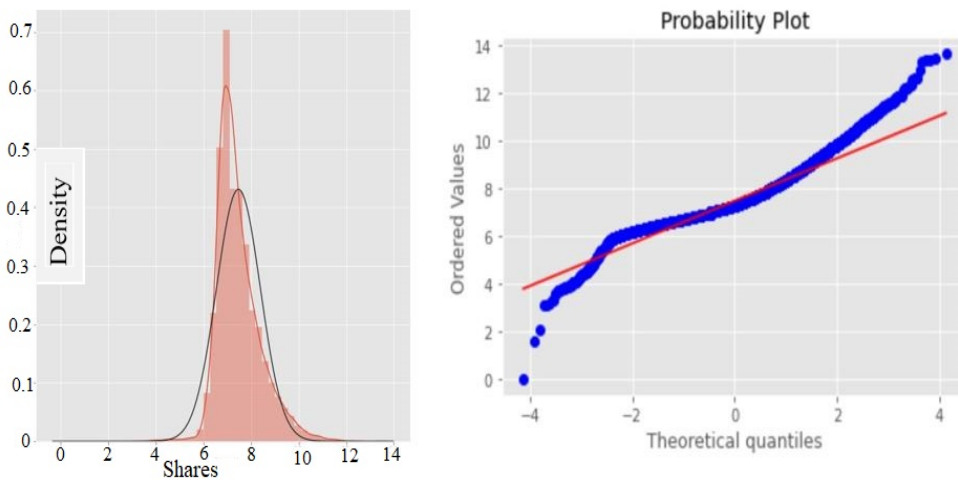 0.7
0.6
0.5
0.4
0.3
0.2
0.1
0
Density
0 2 4 6 8 10 12 14
Shares
Probability Plot
14
12
10
8
6
4
2
0
Ordered Values
−4 −2 0 2 4
Theoretical quantiles